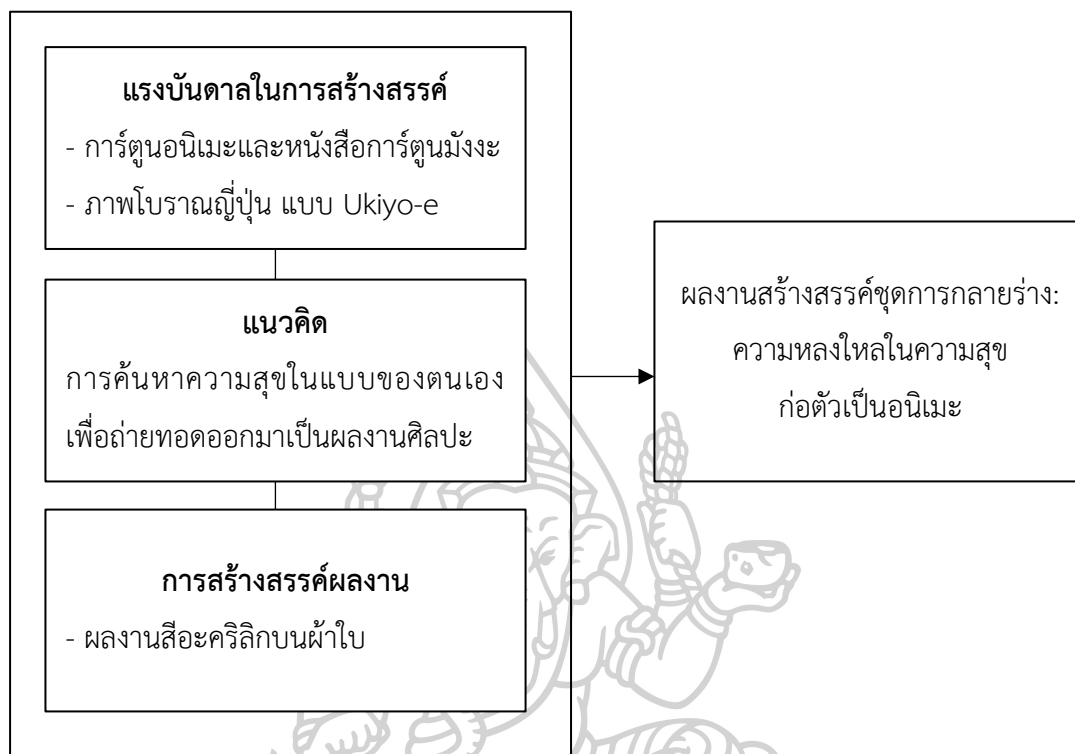 แรงบันดาลในการสร้างสรรค์
- การ์ตูนอนิเมะและหนังสือการ์ตูนมังงะ
- ภาพโบราณญี่ปุ่น แบบ Ukiyo-e
แนวคิด
การค้นหาความสุขในแบบของตนเอง
เพื่อถ่ายทอดออกมาเป็นผลงานศิลปะ
การสร้างสรรค์ผลงาน
- ผลงานสีอะคริลิกบนผ้าใบ
ผลงานสร้างสรรค์ชุดการกลายร่าง:
ความหลงใหลในความสุข
ก่อตัวเป็นอนิเมะ